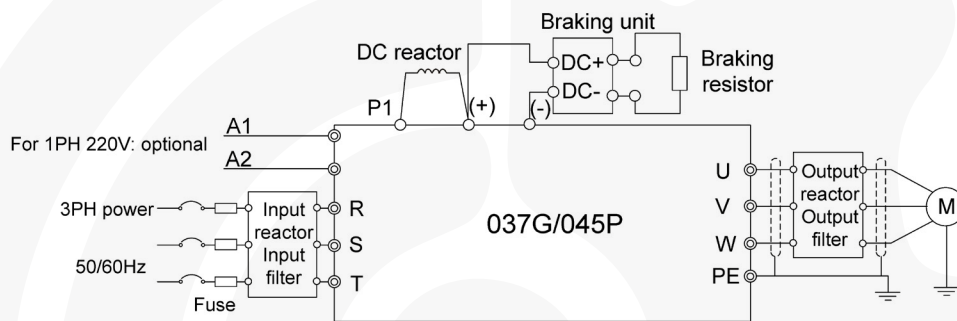 Braking unit
DC reactor
DC+
DC-
Braking
resistor
P1
(+)
(-)
A1
For 1PH 220V: optional
A2
3PH power
50/60Hz
Fuse
Input
reactor
Input
filter
R
S
T
037G/045P
U
V
W
PE
Output
reactor
Output
filter
M